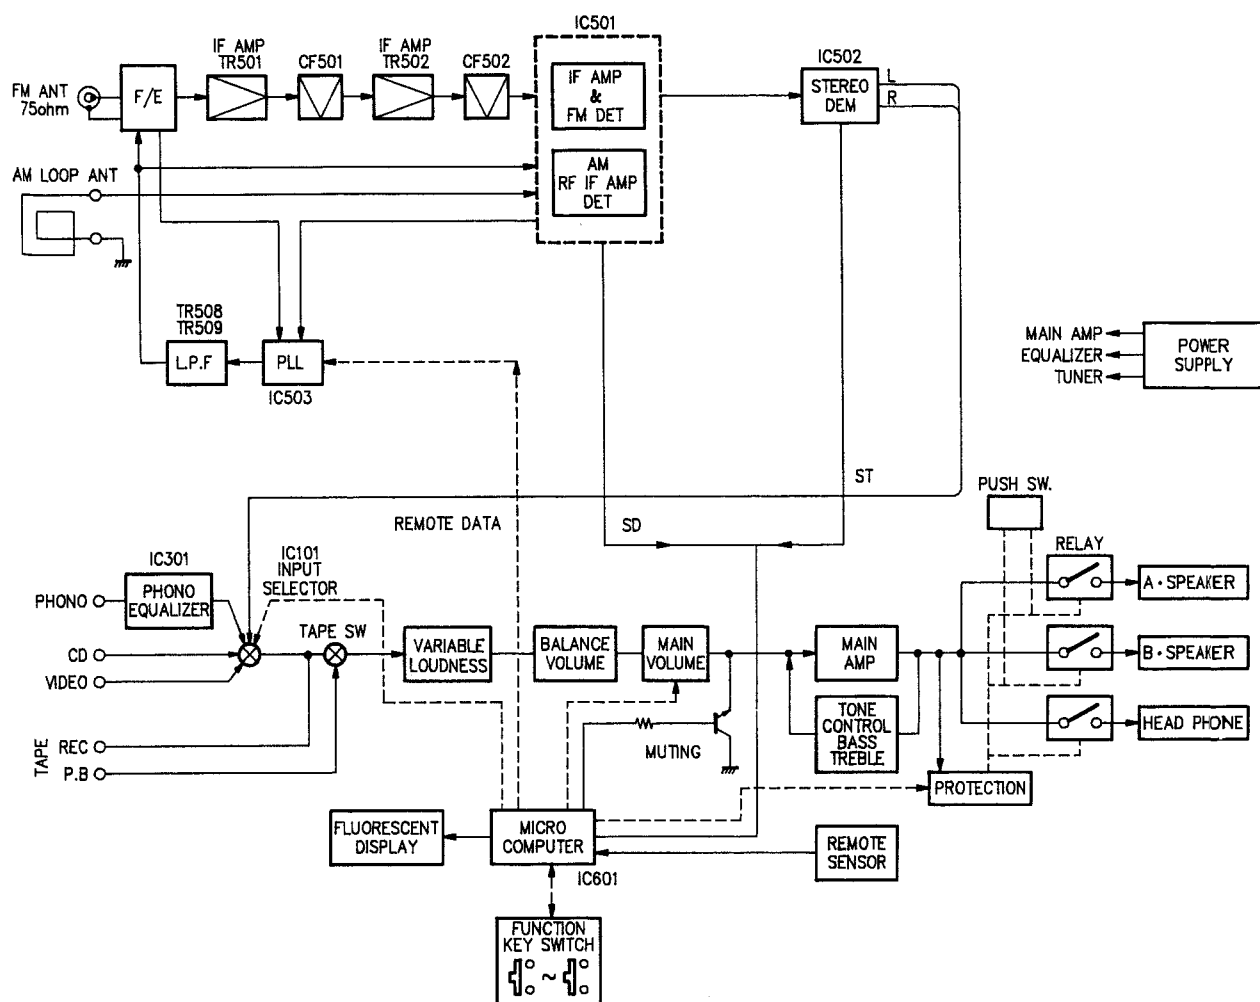 IC501
IF AMP
TR501
CF501
IF AMP
TR502
CF502
IC502
FM ANT
75ohm
F/E
IF AMP
&
FM DET
STEREO
DEM
L
R
AM LOOP ANT
AM
RF IF AMP
DET
TR508
TR509
L.P.F
PLL
IC503
MAIN AMP
EQUALIZER
TUNER
POWER
SUPPLY
ST
SD
REMOTE DATA
PUSH SW.
RELAY
IC301
IC101
INPUT
SELECTOR
PHONO
PHONO
EQUALIZER
A・SPEAKER
TAPE SW
CD
VIDEO
VARIABLE
LOUDNESS
BALANCE
VOLUME
MAIN
VOLUME
MAIN
AMP
B・SPEAKER
TONE
CONTROL
BASS
TREBLE
HEAD PHONE
MUTING
TAPE
REC
P.B
PROTECTION
FLUORESCENT
DISPLAY
MICRO
COMPUTER
IC601
REMOTE
SENSOR
FUNCTION
KEY SWITCH
~